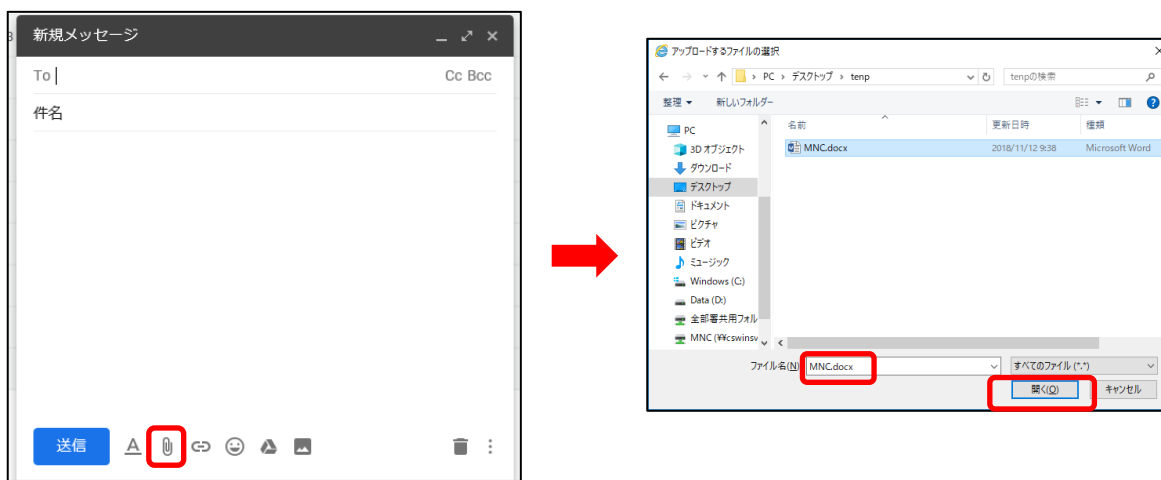 新規メッセージ
To
Cc Bcc
件名
送信
アップロードするファイルの選択
PC › デスクトップ › tenp
tenpの検索
整理 新しいフォルダー
名前 更新日時 種類
PC
3D オブジェクト
ダウンロード
デスクトップ
ドキュメント
ピクチャ
ビデオ
ミュージック
Windows (C:)
Data (D:)
全部署共用フォル
MNC (¥¥cswinsv
MNC.docx 2018/11/12 9:38 Microsoft Word
ファイル名(N): MNC.docx
すべてのファイル (*.*)
開く(O) キャンセル